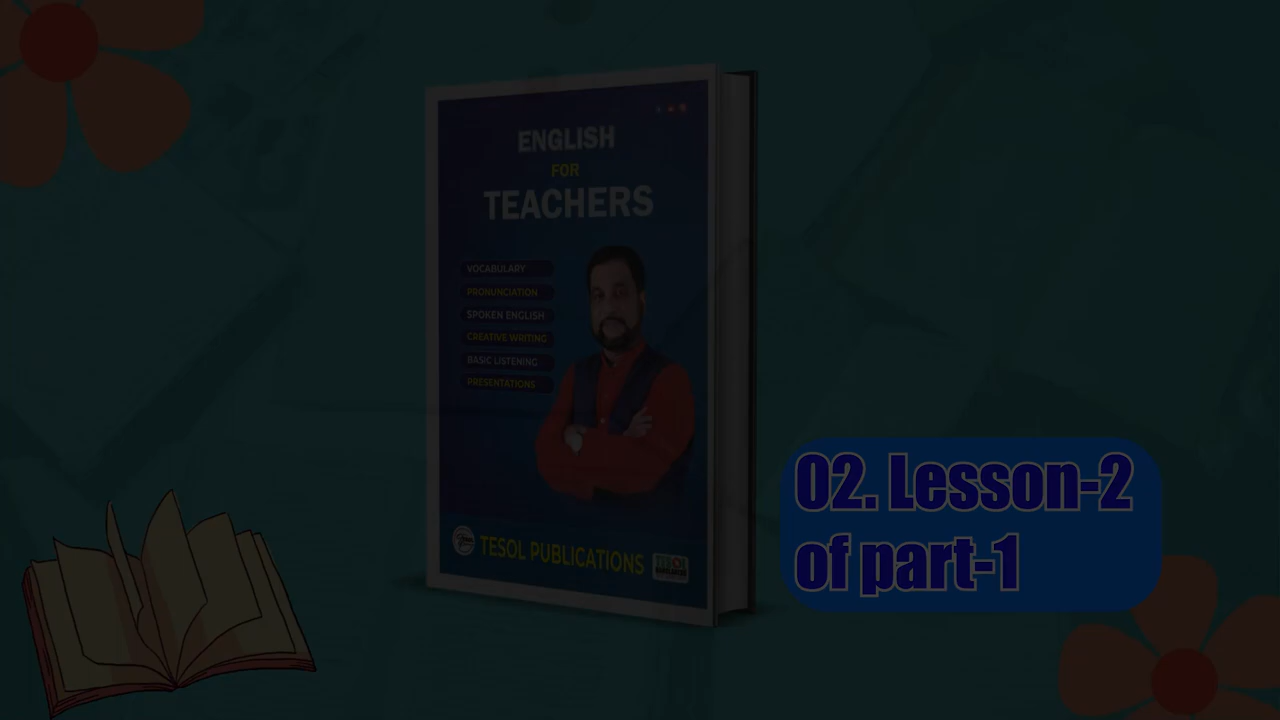 ENGLISH
FOR
TEACHERS
VOCABULARY
PRONUNCIATION
SPOKEN ENGLISH
CREATIVE WRITING
BASIC LISTENING
PRESENTATIONS
TESOL PUBLICATIONS
02. Lesson-2
of part-1